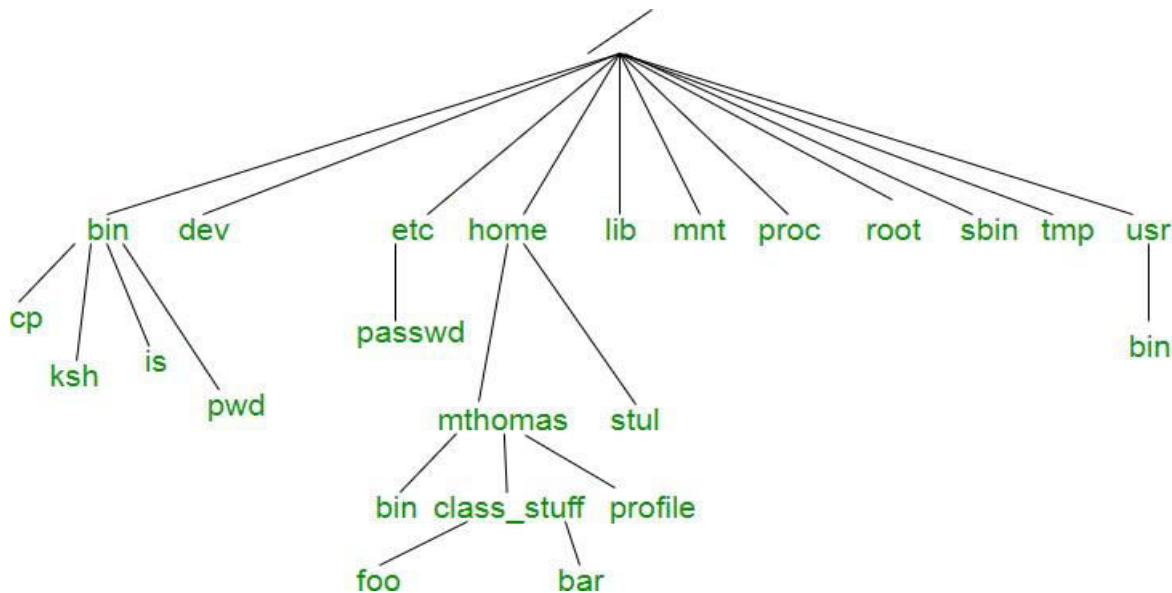 /
bin dev etc home lib mnt proc root sbin tmp usr
cp
passwd
bin
ksh
is
pwd
mthomas stul
bin class_stuff profile
foo bar